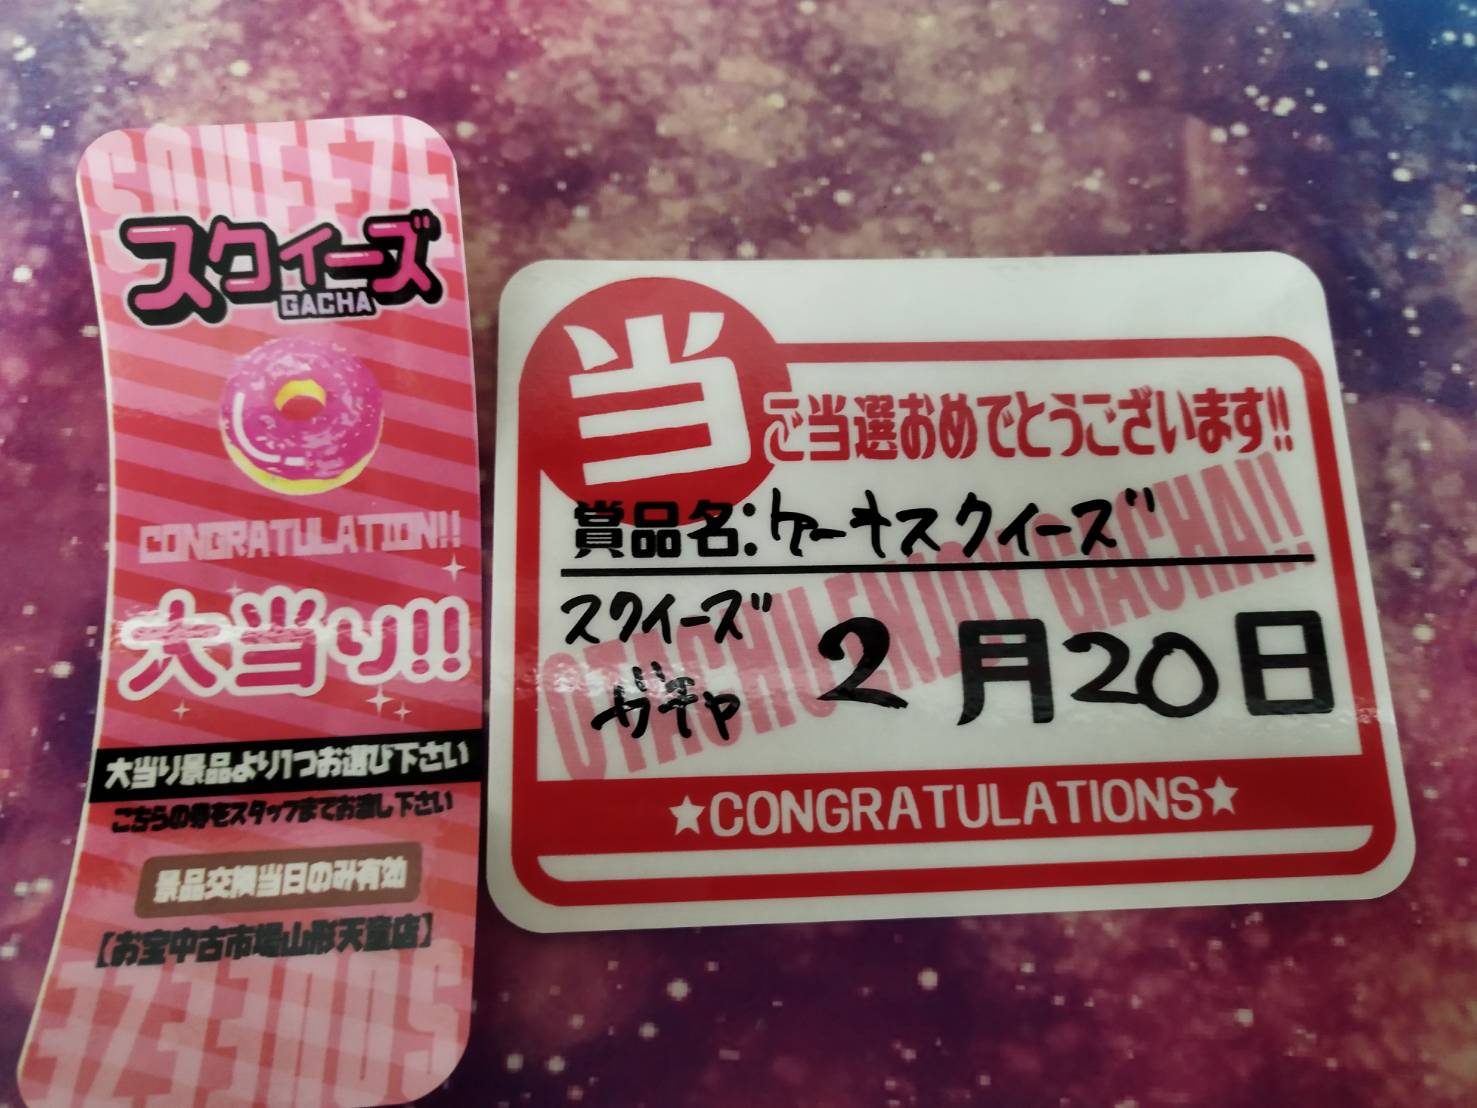 SQUEEZE
スクイーズ
GACHA
CONGRATULATION!!
大当り!!
大当り景品より1つお選び下さい
こちらの券をスタッフまでお渡し下さい
景品交換当日のみ有効
【お宝中古市場山形天童店】
SQUEEZE
当
ご当選おめでとうございます!!
賞品名:ケーキスクイーズ
スクイーズ
ガチャ
2月20日
OTACHU ENJOY GACHA!!
★CONGRATULATIONS★